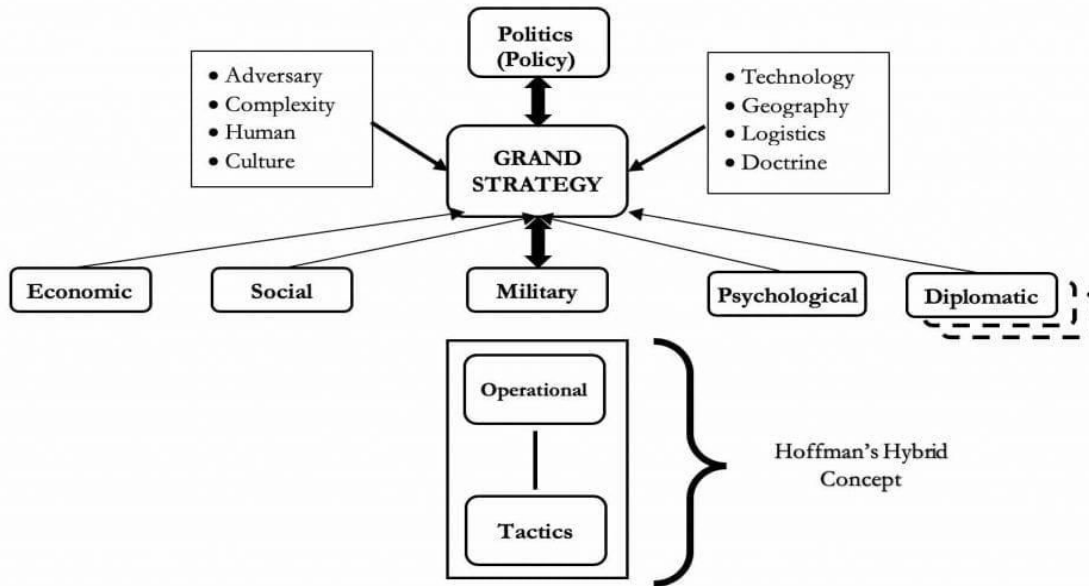 Politics
(Policy)
• Adversary
• Complexity
• Human
• Culture
• Technology
• Geography
• Logistics
• Doctrine
GRAND
STRATEGY
Economic
Social
Military
Psychological
Diplomatic
Operational
Tactics
Hoffman's Hybrid
Concept